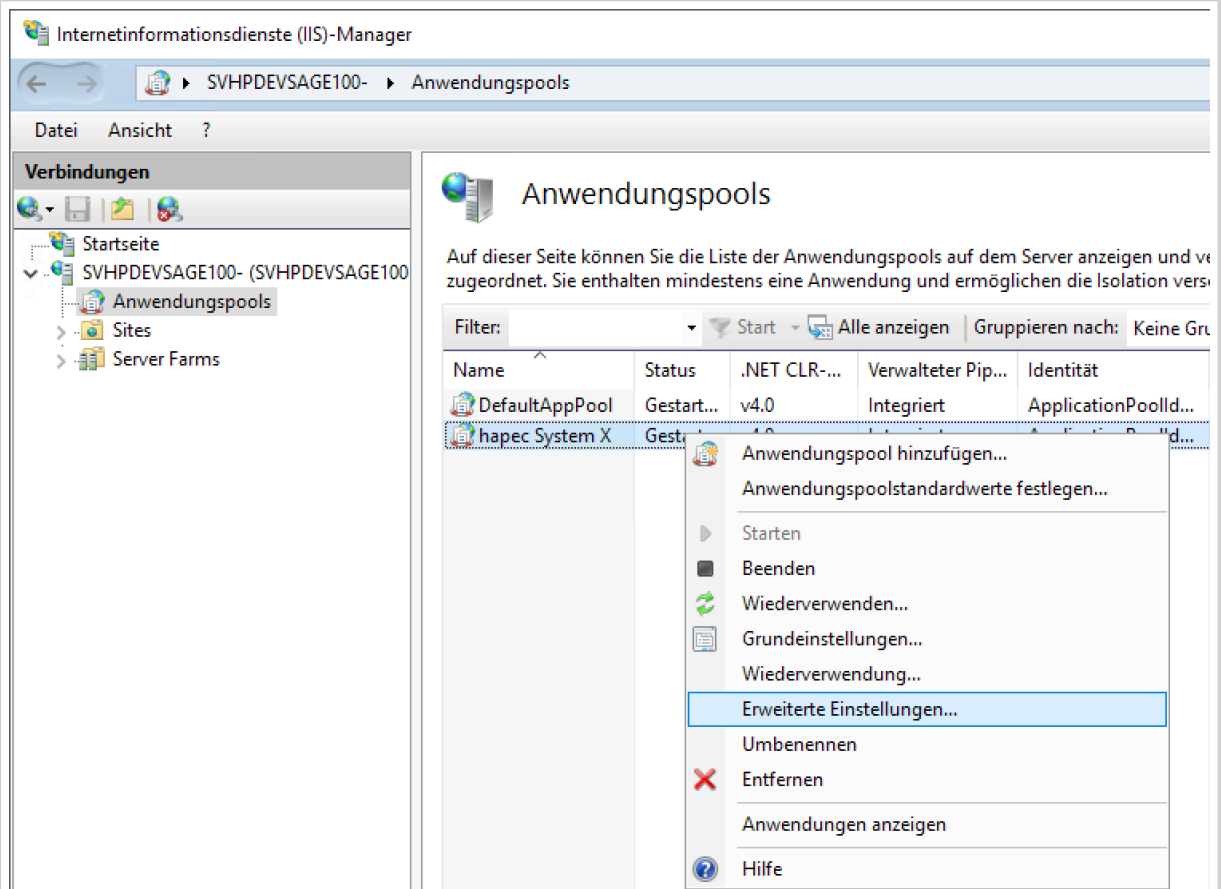 Internetinformationsdienste (IIS)-Manager
SVHPDEVSAGE100- Anwendungspools
Datei Ansicht ?
Verbindungen
Startseite
SVHPDEVSAGE100- (SVHPDEVSAGE100
Anwendungspools
Sites
Server Farms
Anwendungspools
Auf dieser Seite können Sie die Liste der Anwendungspools auf dem Server anzeigen und ve
zugeordnet. Sie enthalten mindestens eine Anwendung und ermöglichen die Isolation vers
Filter: Start Alle anzeigen Gruppieren nach: Keine Gru
Name Status .NET CLR-... Verwalteter Pip... Identität
DefaultAppPool Gestart... v4.0 Integriert ApplicationPoolId...
hapec System X
Anwendungspool hinzufügen...
Anwendungspoolstandardwerte festlegen...
Starten
Beenden
Wiederverwenden...
Grundeinstellungen...
Wiederverwendung...
Erweiterte Einstellungen...
Umbenennen
Entfernen
Anwendungen anzeigen
Hilfe